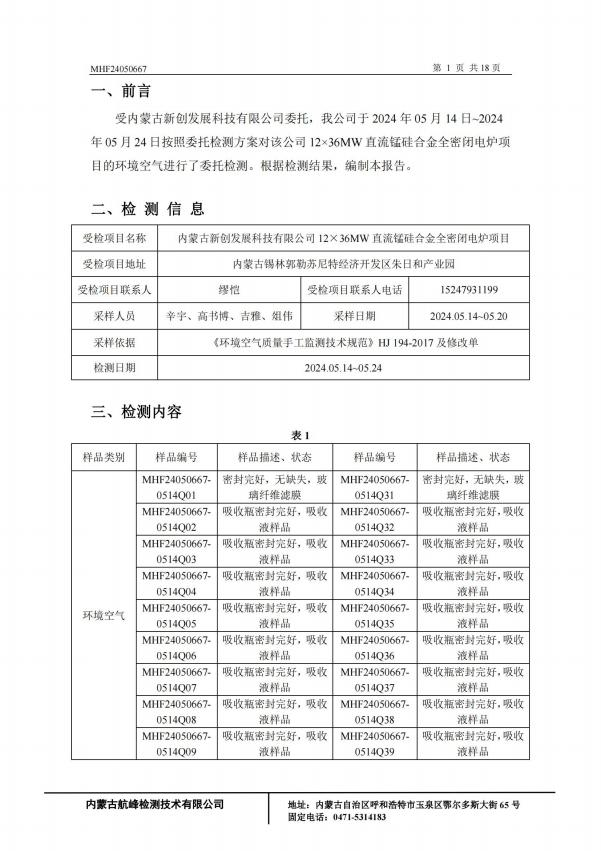 MHF24050667 第 1 页 共18页
一、前言
受内蒙古新创发展科技有限公司委托，我公司于 2024 年 05 月 14 日~2024
年 05 月 24 日按照委托检测方案对该公司 12×36MW 直流锰硅合金全密闭电炉项
目的环境空气进行了委托检测。根据检测结果，编制本报告。
二、检 测 信 息
受检项目名称 内蒙古新创发展科技有限公司 12×36MW 直流锰硅合金全密闭电炉项目
受检项目地址 内蒙古锡林郭勒苏尼特经济开发区朱日和产业园
受检项目联系人 缪恺 受检项目联系人电话 15247931199
采样人员 辛宇、高书博、吉雅、俎伟 采样日期 2024.05.14~05.20
采样依据 《环境空气质量手工监测技术规范》HJ 194-2017 及修改单
检测日期 2024.05.14~05.24
三、检测内容
表 1
样品类别 样品编号 样品描述、状态 样品编号 样品描述、状态
环境空气
MHF24050667- 密封完好，无缺失，玻 MHF24050667- 密封完好，无缺失，玻
0514Q01 璃纤维滤膜 0514Q31 璃纤维滤膜
MHF24050667- 吸收瓶密封完好，吸收 MHF24050667- 吸收瓶密封完好，吸收
0514Q02 液样品 0514Q32 液样品
MHF24050667- 吸收瓶密封完好，吸收 MHF24050667- 吸收瓶密封完好，吸收
0514Q03 液样品 0514Q33 液样品
MHF24050667- 吸收瓶密封完好，吸收 MHF24050667- 吸收瓶密封完好，吸收
0514Q04 液样品 0514Q34 液样品
MHF24050667- 吸收瓶密封完好，吸收 MHF24050667- 吸收瓶密封完好，吸收
0514Q05 液样品 0514Q35 液样品
MHF24050667- 吸收瓶密封完好，吸收 MHF24050667- 吸收瓶密封完好，吸收
0514Q06 液样品 0514Q36 液样品
MHF24050667- 吸收瓶密封完好，吸收 MHF24050667- 吸收瓶密封完好，吸收
0514Q07 液样品 0514Q37 液样品
MHF24050667- 吸收瓶密封完好，吸收 MHF24050667- 吸收瓶密封完好，吸收
0514Q08 液样品 0514Q38 液样品
MHF24050667- 吸收瓶密封完好，吸收 MHF24050667- 吸收瓶密封完好，吸收
0514Q09 液样品 0514Q39 液样品
内蒙古航峰检测技术有限公司 地址：内蒙古自治区呼和浩特市玉泉区鄂尔多斯大街 65 号
固定电话：0471-5314183